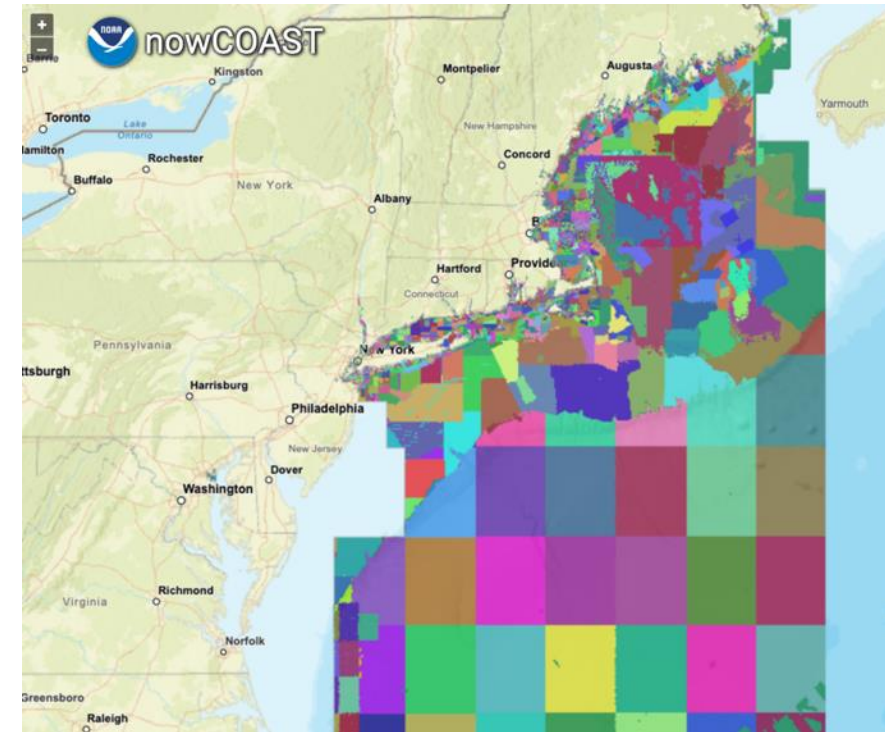 +
NOAA
nowCOAST
−
Barrie
Kingston
Montpelier
Augusta
Yarmouth
Toronto
Lake
Ontario
New Hampshire
Hamilton
Rochester
Concord
Buffalo
New York
Albany
B
Hartford
Provide
Connecticut
Pennsylvania
New York
ttsburgh
Harrisburg
Philadelphia
New Jersey
Dover
Washington
Richmond
Virginia
Norfolk
Greensboro
Raleigh